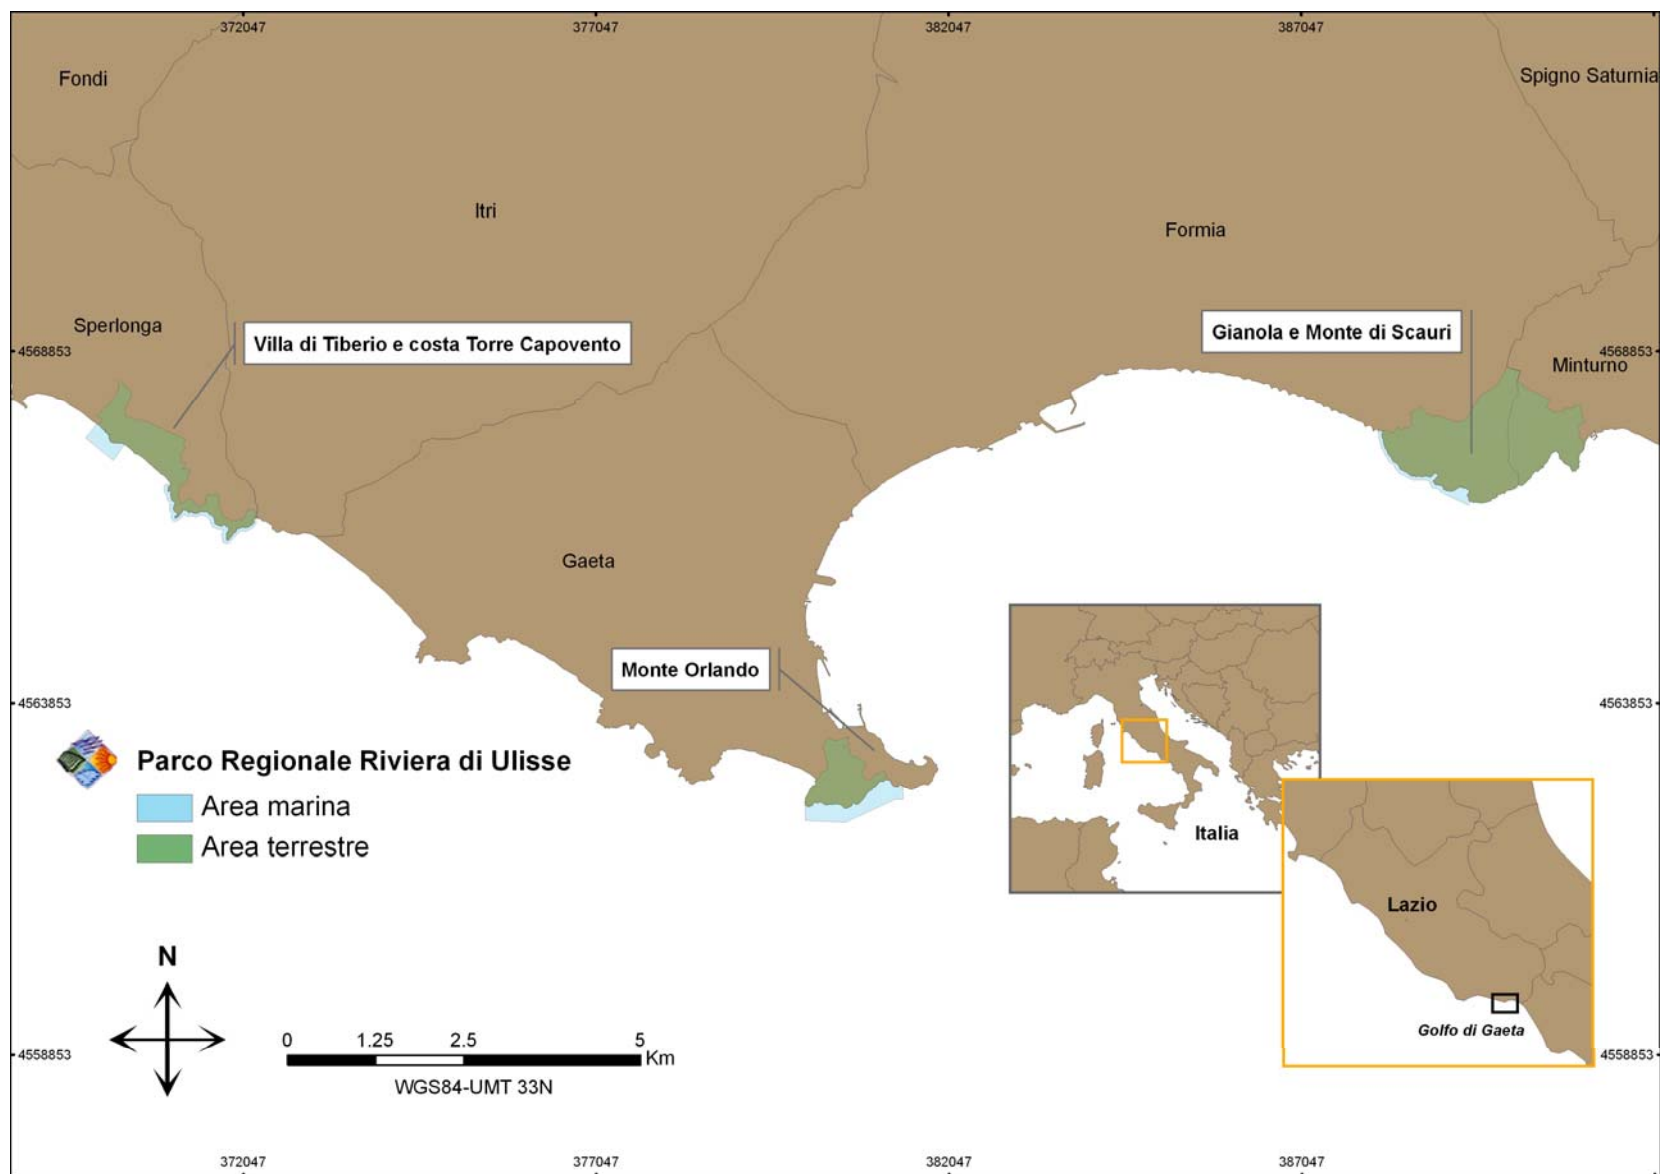 372047
377047
382047
387047
Fondi
Spigno Saturnia
Itri
Formia
Sperlonga
Villa di Tiberio e costa Torre Capovento
Gianola e Monte di Scauri
4568853
4568853
Minturno
Gaeta
Monte Orlando
4563853
4563853
Parco Regionale Riviera di Ulisse
Area marina
Area terrestre
Italia
Lazio
Golfo di Gaeta
N
0 1.25 2.5 5
Km
WGS84-UMT 33N
4558853
4558853
372047
377047
382047
387047